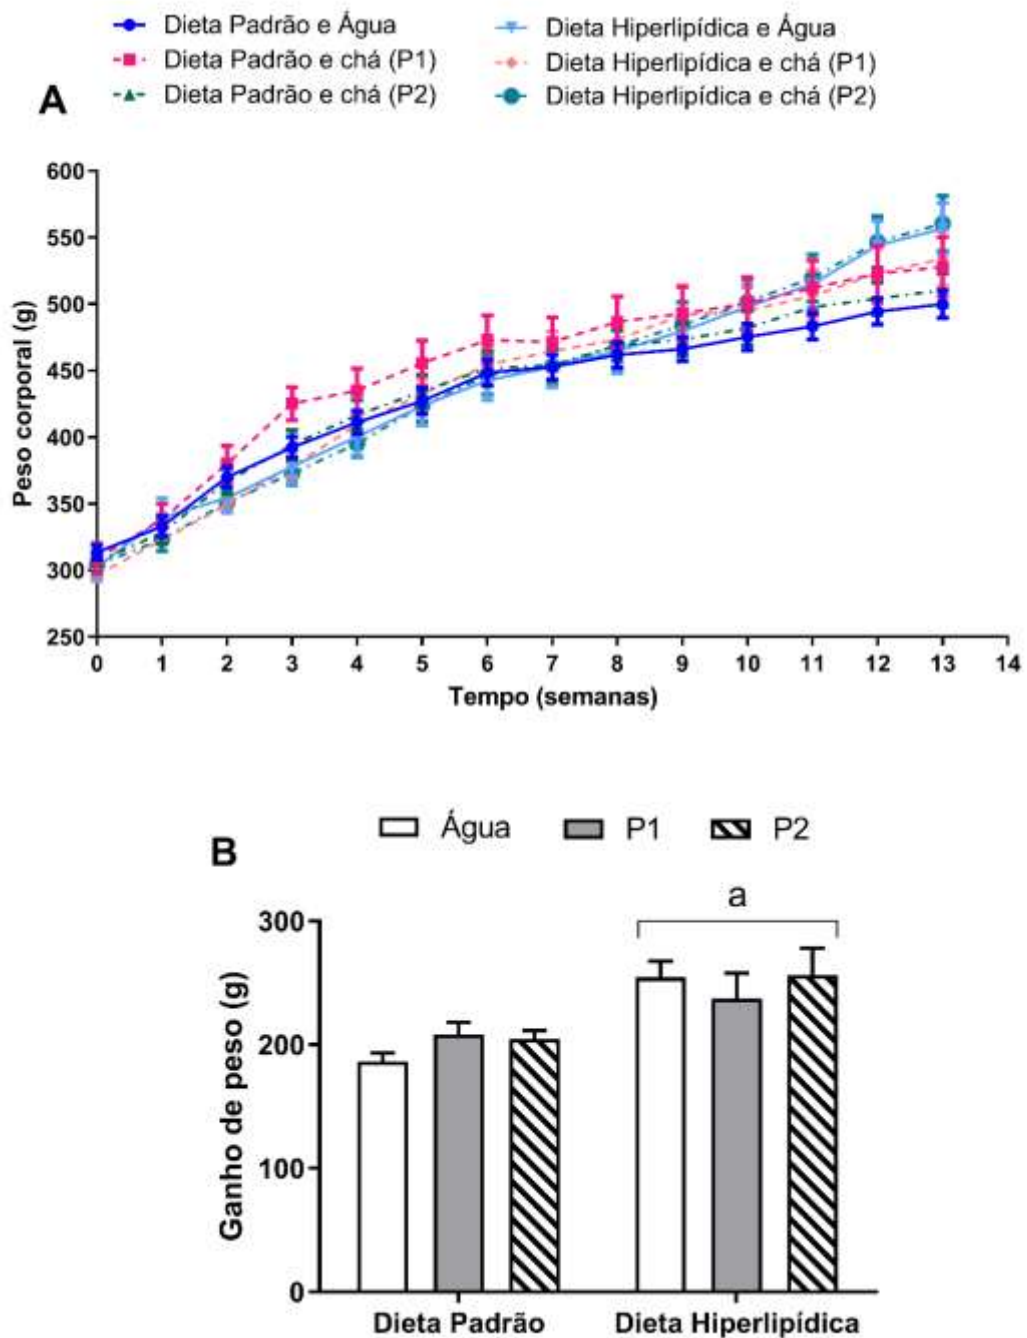 Dieta Padrão e Água
Dieta Hiperlipídica e Água
Dieta Padrão e chá (P1)
Dieta Hiperlipídica e chá (P1)
Dieta Padrão e chá (P2)
Dieta Hiperlipídica e chá (P2)
A
Peso corporal (g)
600
550
500
450
400
350
300
250
0 1 2 3 4 5 6 7 8 9 10 11 12 13 14
Tempo (semanas)
B
Água P1 P2
a
Ganho de peso (g)
300
200
100
0
Dieta Padrão Dieta Hiperlipídica